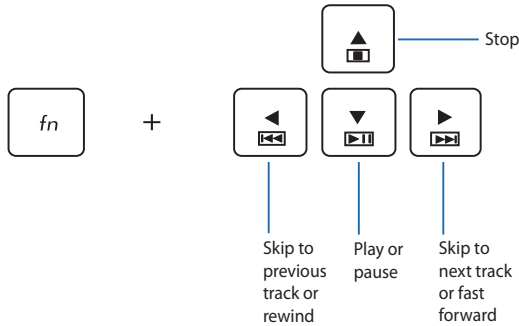 Stop
fn
+
Skip to
previous
track or
rewind
Play or
pause
Skip to
next track
or fast
forward